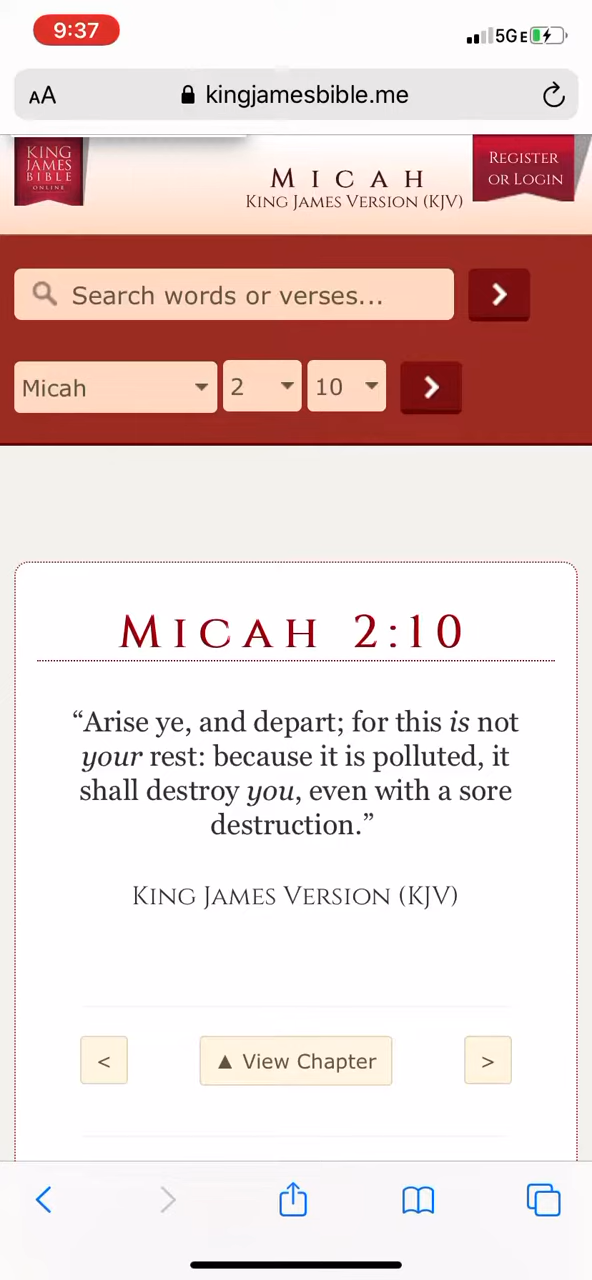 9:37
5GE
AA
kingjamesbible.me
KING
JAMES
BIBLE
ONLINE
MICAH
KING JAMES VERSION (KJV)
REGISTER
OR LOGIN
Search words or verses...
Micah 2 10
MICAH 2:10
“Arise ye, and depart; for this is not
your rest: because it is polluted, it
shall destroy you, even with a sore
destruction.”
KING JAMES VERSION (KJV)
< ▲ View Chapter >